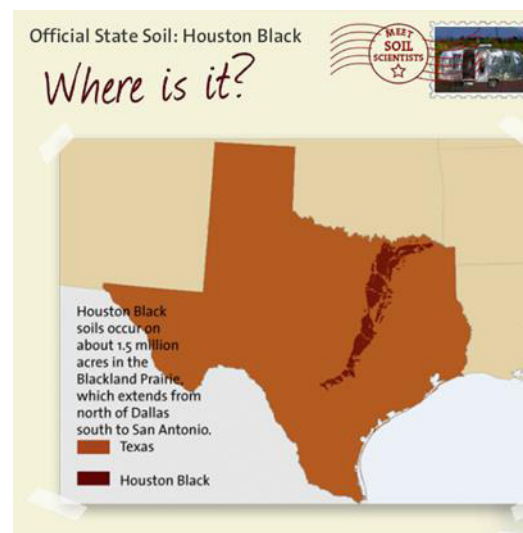 Official State Soil: Houston Black
Where is it?
MEET
SOIL
SCIENTISTS
Houston Black
soils occur on
about 1.5 million
acres in the
Blackland Prairie,
which extends from
north of Dallas
south to San Antonio.
Texas
Houston Black